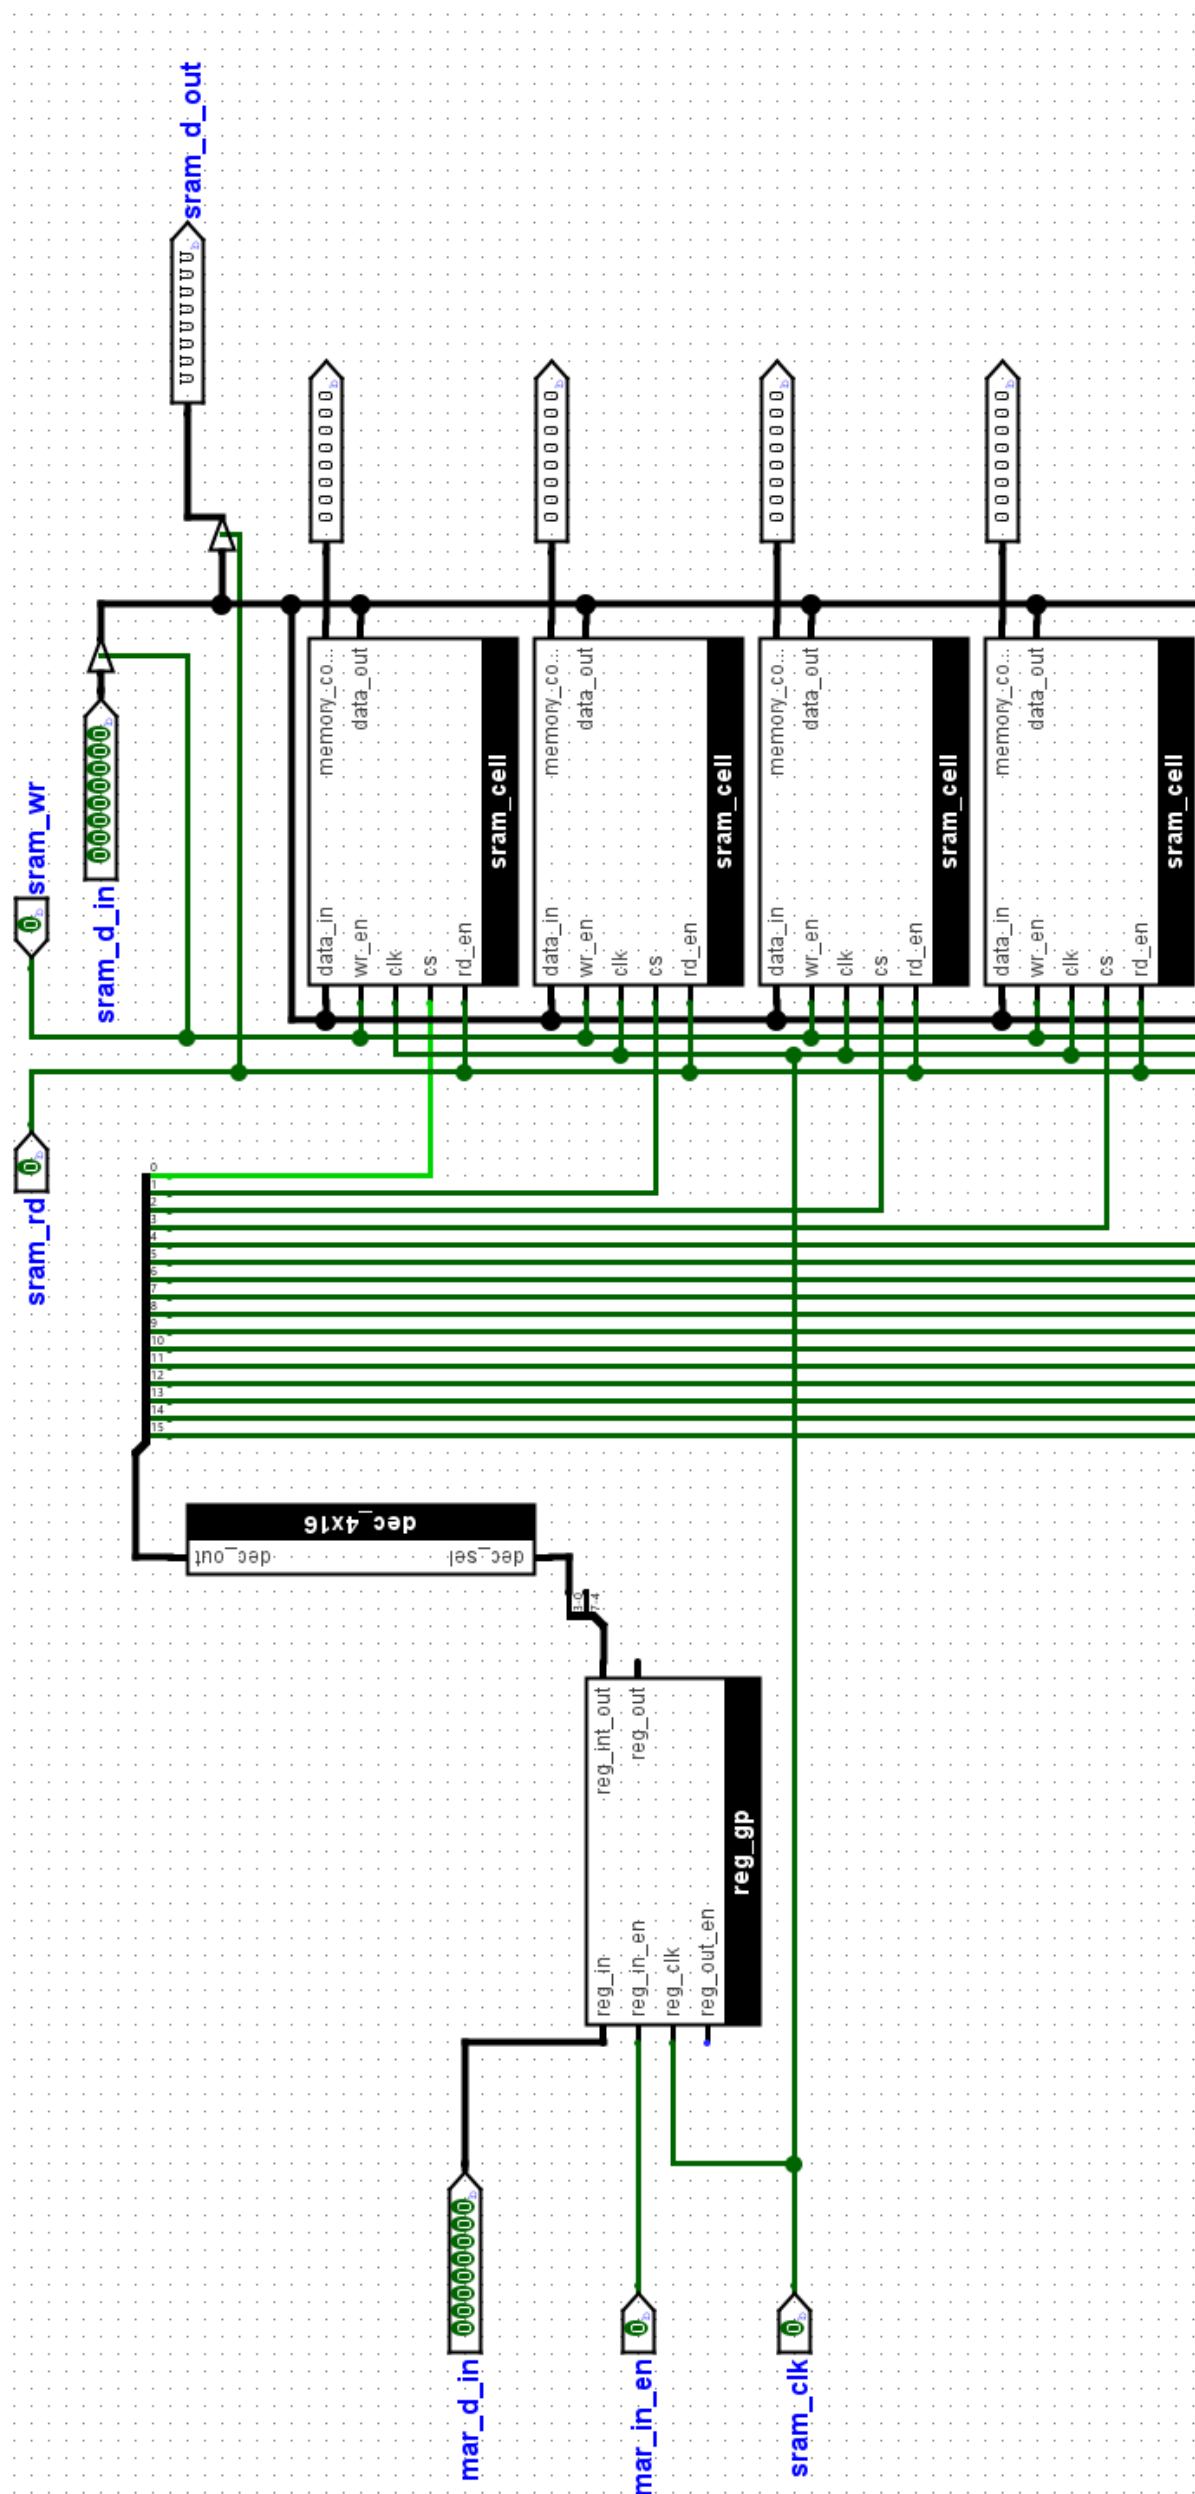 sram_d_out
UUUUUUUU
sram_wr
0
sram_d_in
00000000
sram_rd
0
00000000
00000000
00000000
00000000
memory_co...
data_out
data_in
wr_en
clk
cs
rd_en
sram_cell
memory_co...
data_out
data_in
wr_en
clk
cs
rd_en
sram_cell
memory_co...
data_out
data_in
wr_en
clk
cs
rd_en
sram_cell
memory_co...
data_out
data_in
wr_en
clk
cs
rd_en
sram_cell
0
1
2
3
4
5
6
7
8
9
10
11
12
13
14
15
dec_4x16
dec_out
dec_sel
3-0
7-4
reg_int_out
reg_out
reg_in
reg_in_en
reg_clk
reg_out_en
reg_gp
00000000
mar_d_in
0
mar_in_en
0
sram_clk